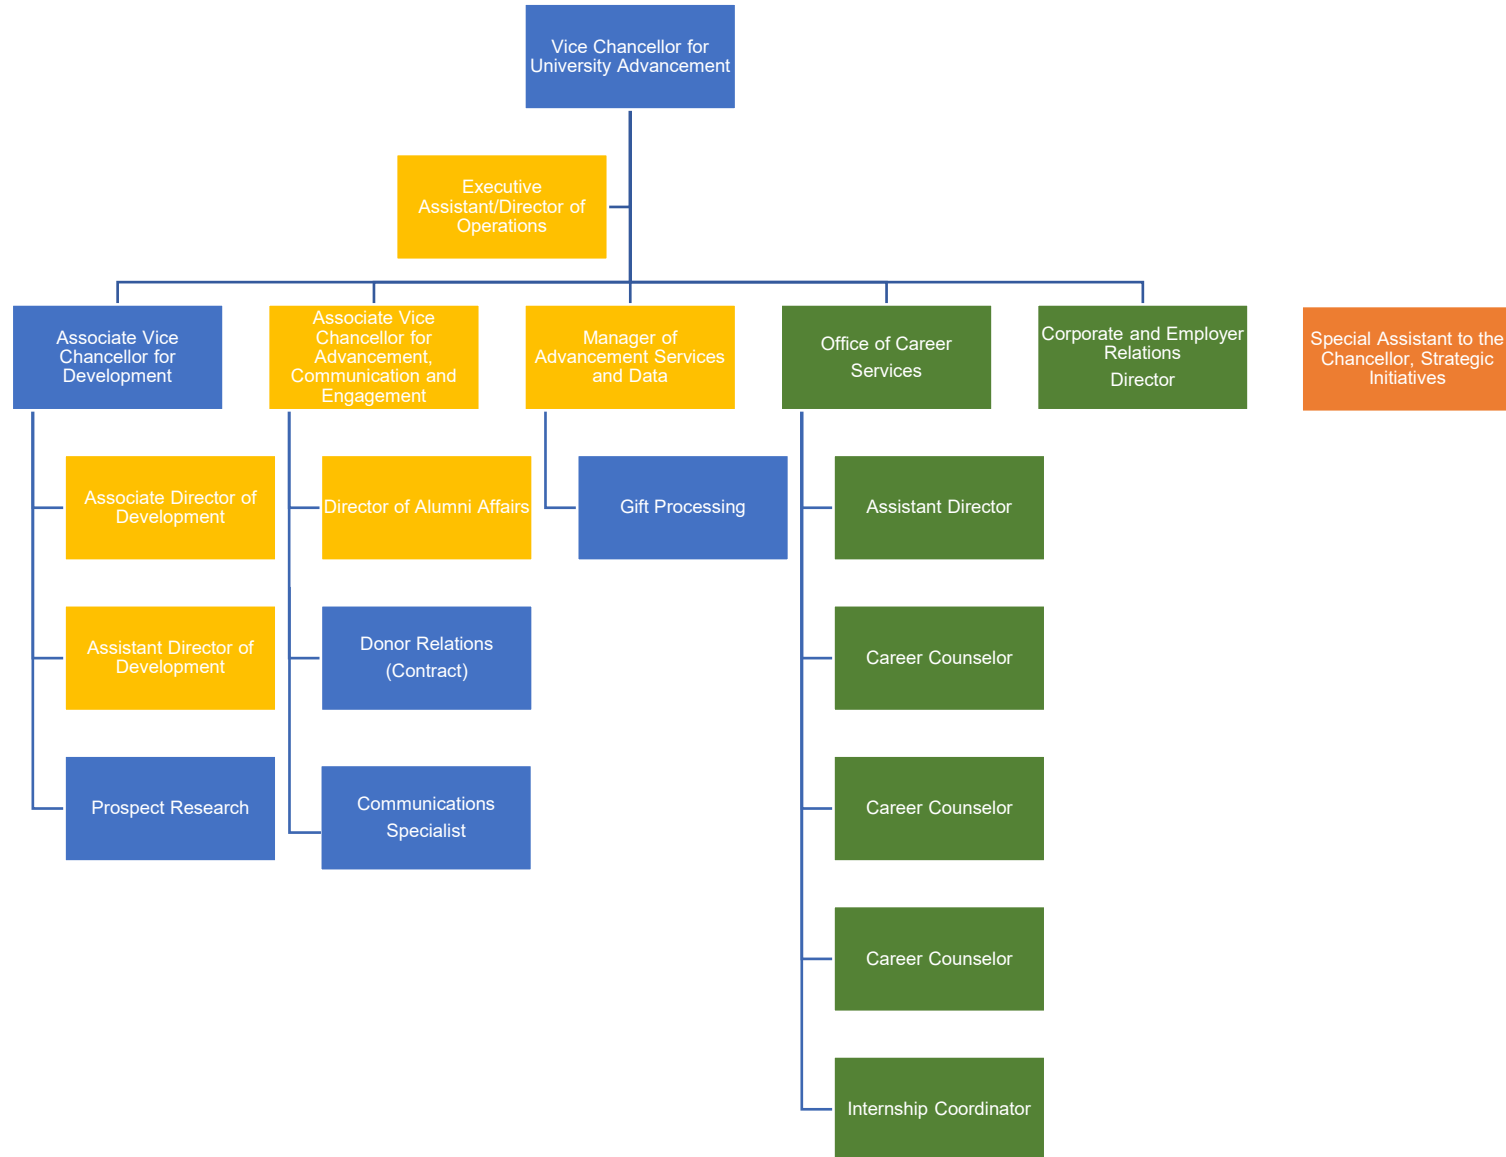 Vice Chancellor for
University Advancement
Executive
Assistant/Director of
Operations
Associate Vice
Chancellor for
Development
Associate Vice
Chancellor for
Advancement,
Communication and
Engagement
Manager of
Advancement Services
and Data
Office of Career
Services
Corporate and Employer
Relations
Director
Special Assistant to the
Chancellor, Strategic
Initiatives
Associate Director of
Development
Director of Alumni Affairs
Gift Processing
Assistant Director
Assistant Director of
Development
Donor Relations
(Contract)
Career Counselor
Prospect Research
Communications
Specialist
Career Counselor
Career Counselor
Internship Coordinator